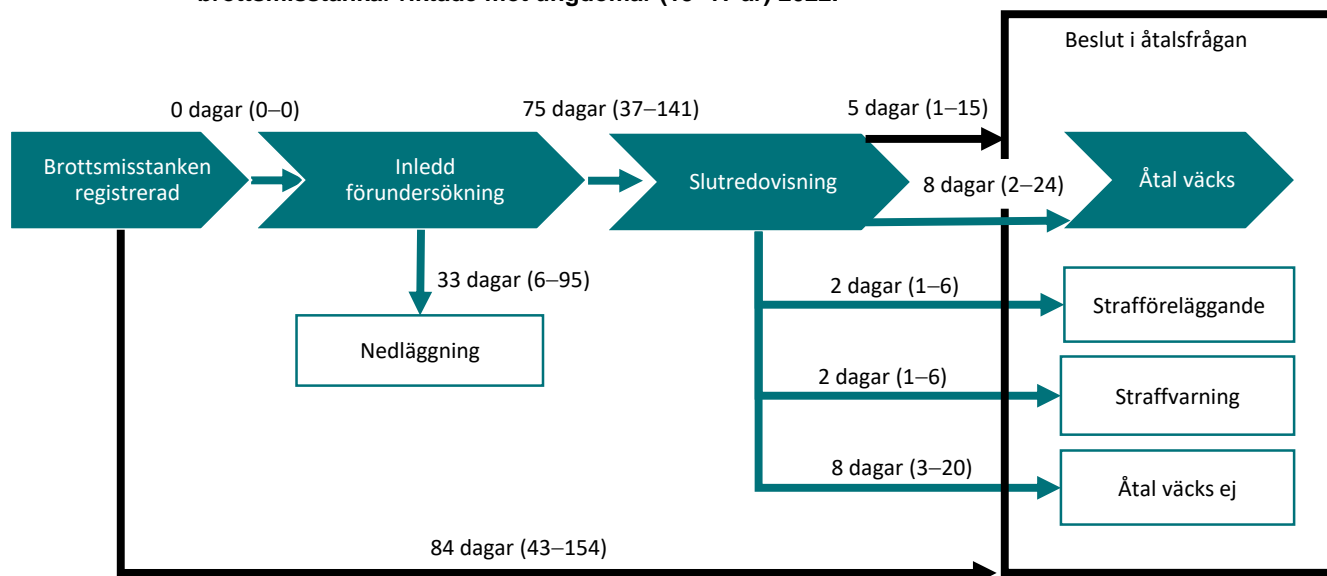 Beslut i åtalsfrågan
0 dagar (0–0)
75 dagar (37–141)
5 dagar (1–15)
Brottsmisstanken
registrerad
Inledd
förundersökning
Slutredovisning
8 dagar (2–24)
Åtal väcks
33 dagar (6–95)
Nedläggning
2 dagar (1–6)
Strafföreläggande
2 dagar (1–6)
Straffvarning
8 dagar (3–20)
Åtal väcks ej
84 dagar (43–154)